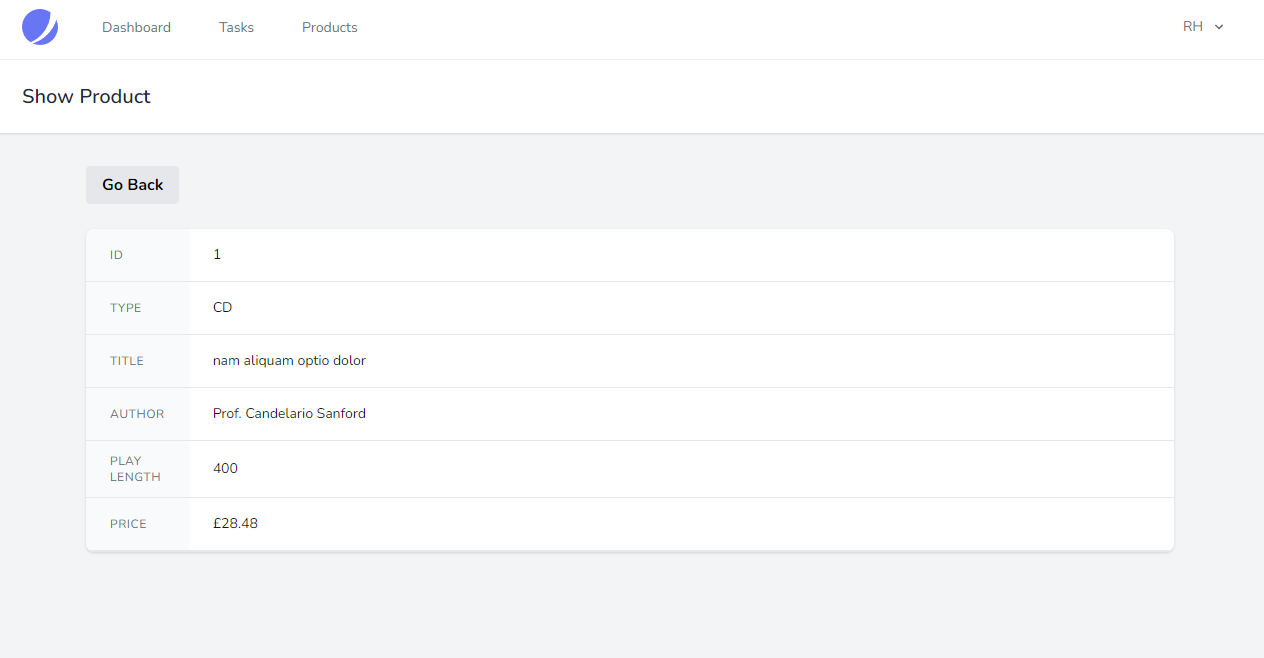 Dashboard Tasks Products RH
Show Product
Go Back
ID 1
TYPE CD
TITLE nam aliquam optio dolor
AUTHOR Prof. Candelario Sanford
PLAY
LENGTH 400
PRICE £28.48